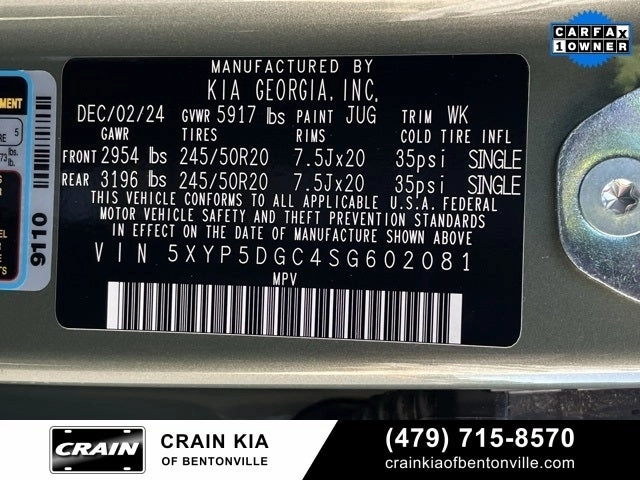 CARFAX
1 OWNER
MANUFACTURED BY
KIA GEORGIA, INC.
DEC/02/24 GVWR 5917 lbs PAINT JUG TRIM WK
GAWR TIRES RIMS COLD TIRE INFL
FRONT 2954 lbs 245/50R20 7.5Jx20 35psi SINGLE
REAR 3196 lbs 245/50R20 7.5Jx20 35psi SINGLE
THIS VEHICLE CONFORMS TO ALL APPLICABLE U.S.A. FEDERAL
MOTOR VEHICLE SAFETY AND THEFT PREVENTION STANDARDS
IN EFFECT ON THE DATE OF MANUFACTURE SHOWN ABOVE.
VIN 5XYP5DGC4SG602081
MPV
9110
5
lbs.
CRAIN
CRAIN KIA
OF BENTONVILLE
(479) 715-8570
crainkiaofbentonville.com